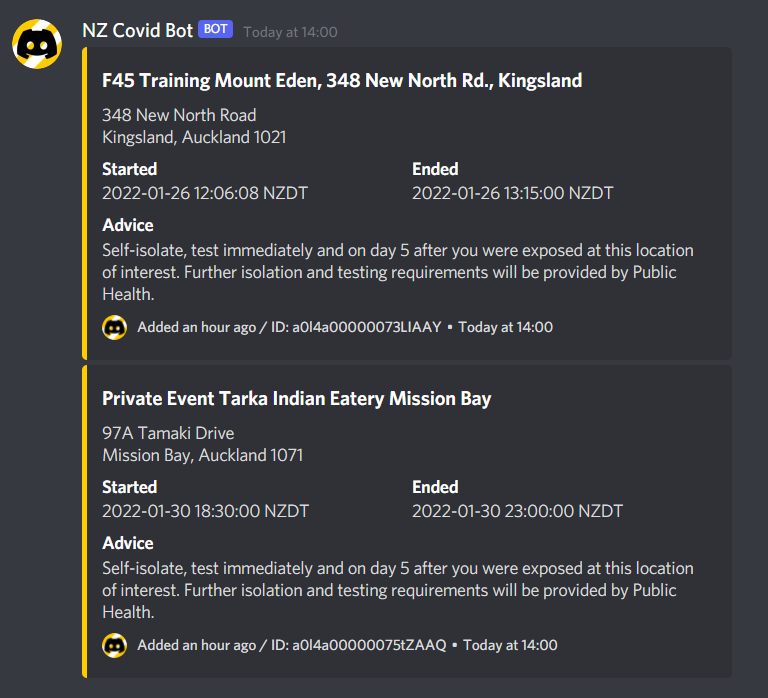 NZ Covid Bot BOT Today at 14:00
F45 Training Mount Eden, 348 New North Rd., Kingsland
348 New North Road
Kingsland, Auckland 1021
Started Ended
2022-01-26 12:06:08 NZDT 2022-01-26 13:15:00 NZDT
Advice
Self-isolate, test immediately and on day 5 after you were exposed at this location
of interest. Further isolation and testing requirements will be provided by Public
Health.
Added an hour ago / ID: a0l4a00000073LIAAY • Today at 14:00
Private Event Tarka Indian Eatery Mission Bay
97A Tamaki Drive
Mission Bay, Auckland 1071
Started Ended
2022-01-30 18:30:00 NZDT 2022-01-30 23:00:00 NZDT
Advice
Self-isolate, test immediately and on day 5 after you were exposed at this location
of interest. Further isolation and testing requirements will be provided by Public
Health.
Added an hour ago / ID: a0l4a00000075tZAAQ • Today at 14:00